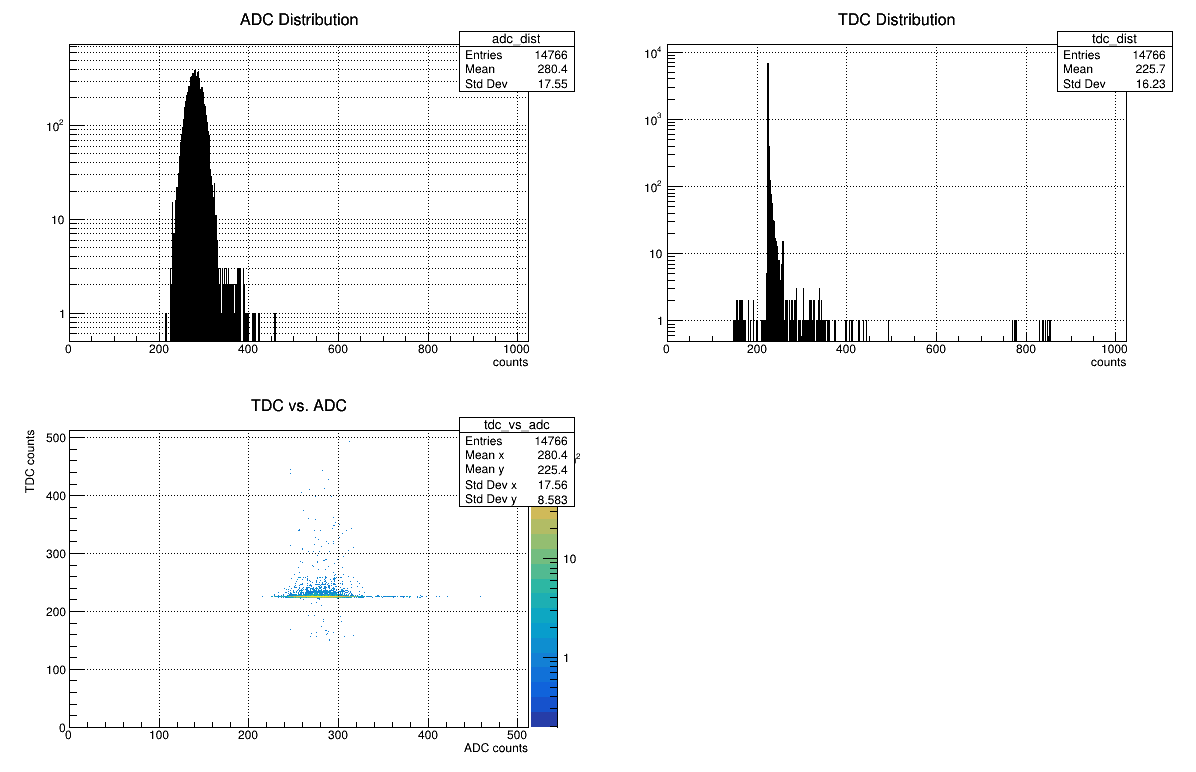 ADC Distribution
adc_dist
Entries 14766
Mean 280.4
Std Dev 17.55
10²
10
1
0 200 400 600 800 1000
counts
TDC Distribution
tdc_dist
Entries 14766
Mean 225.7
Std Dev 16.23
10⁴
10³
10²
10
1
0 200 400 600 800 1000
counts
TDC vs. ADC
tdc_vs_adc
Entries 14766
Mean x 280.4
Mean y 225.4
Std Dev x 17.56
Std Dev y 8.583
TDC counts
500
400
300
200
100
0
0 100 200 300 400 500
ADC counts
10
1